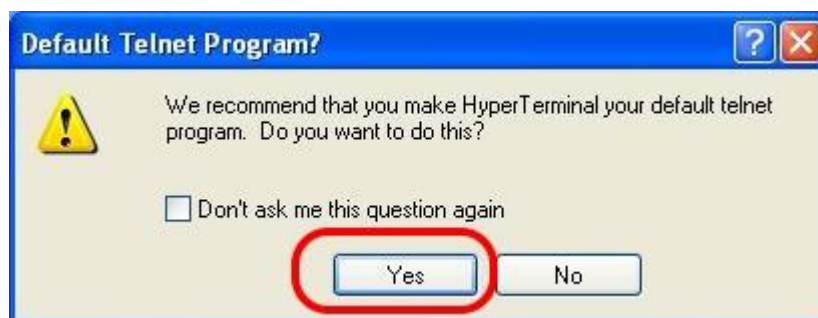 Default Telnet Program?
We recommend that you make HyperTerminal your default telnet
program. Do you want to do this?
Don't ask me this question again
Yes
No